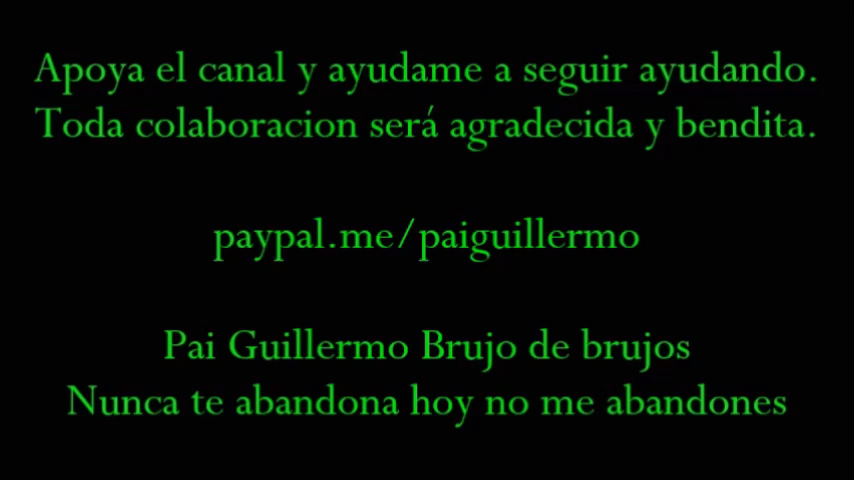 Apoya el canal y ayudame a seguir ayudando.
Toda colaboracion será agradecida y bendita.
paypal.me/paiguillermo
Pai Guillermo Brujo de brujos
Nunca te abandona hoy no me abandones